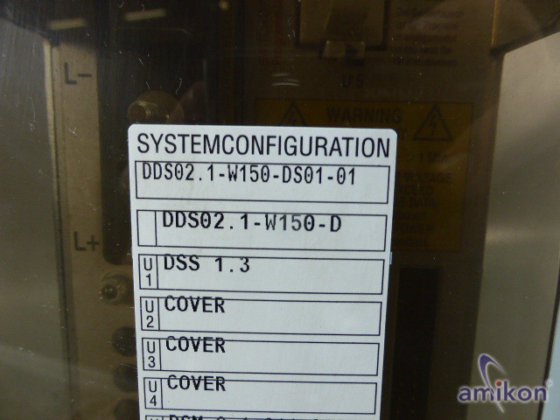 L−
U5
WARNING
SYSTEMCONFIGURATION
DDS02.1-W150-DS01-01
DDS02.1-W150-D
L+
U1 DSS 1.3
U2 COVER
U3 COVER
U4 COVER
amikon